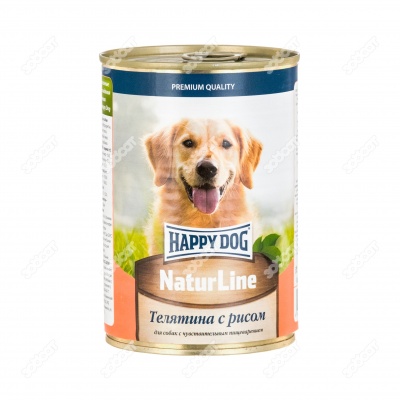 PREMIUM QUALITY
HAPPY DOG
NaturLine
Телятина с рисом
для собак с чувствительным пищеварением